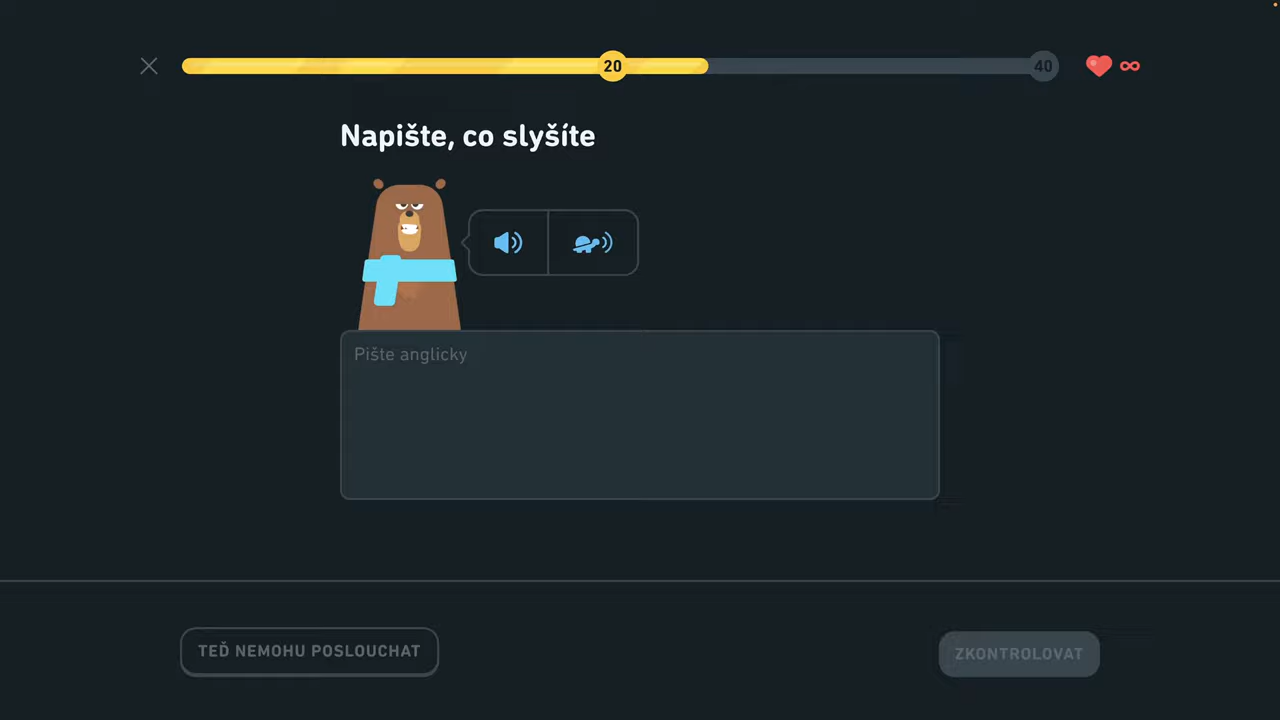 20
40
Napište, co slyšíte
Pište anglicky
TEĎ NEMOHU POSLOUCHAT
ZKONTROLOVAT